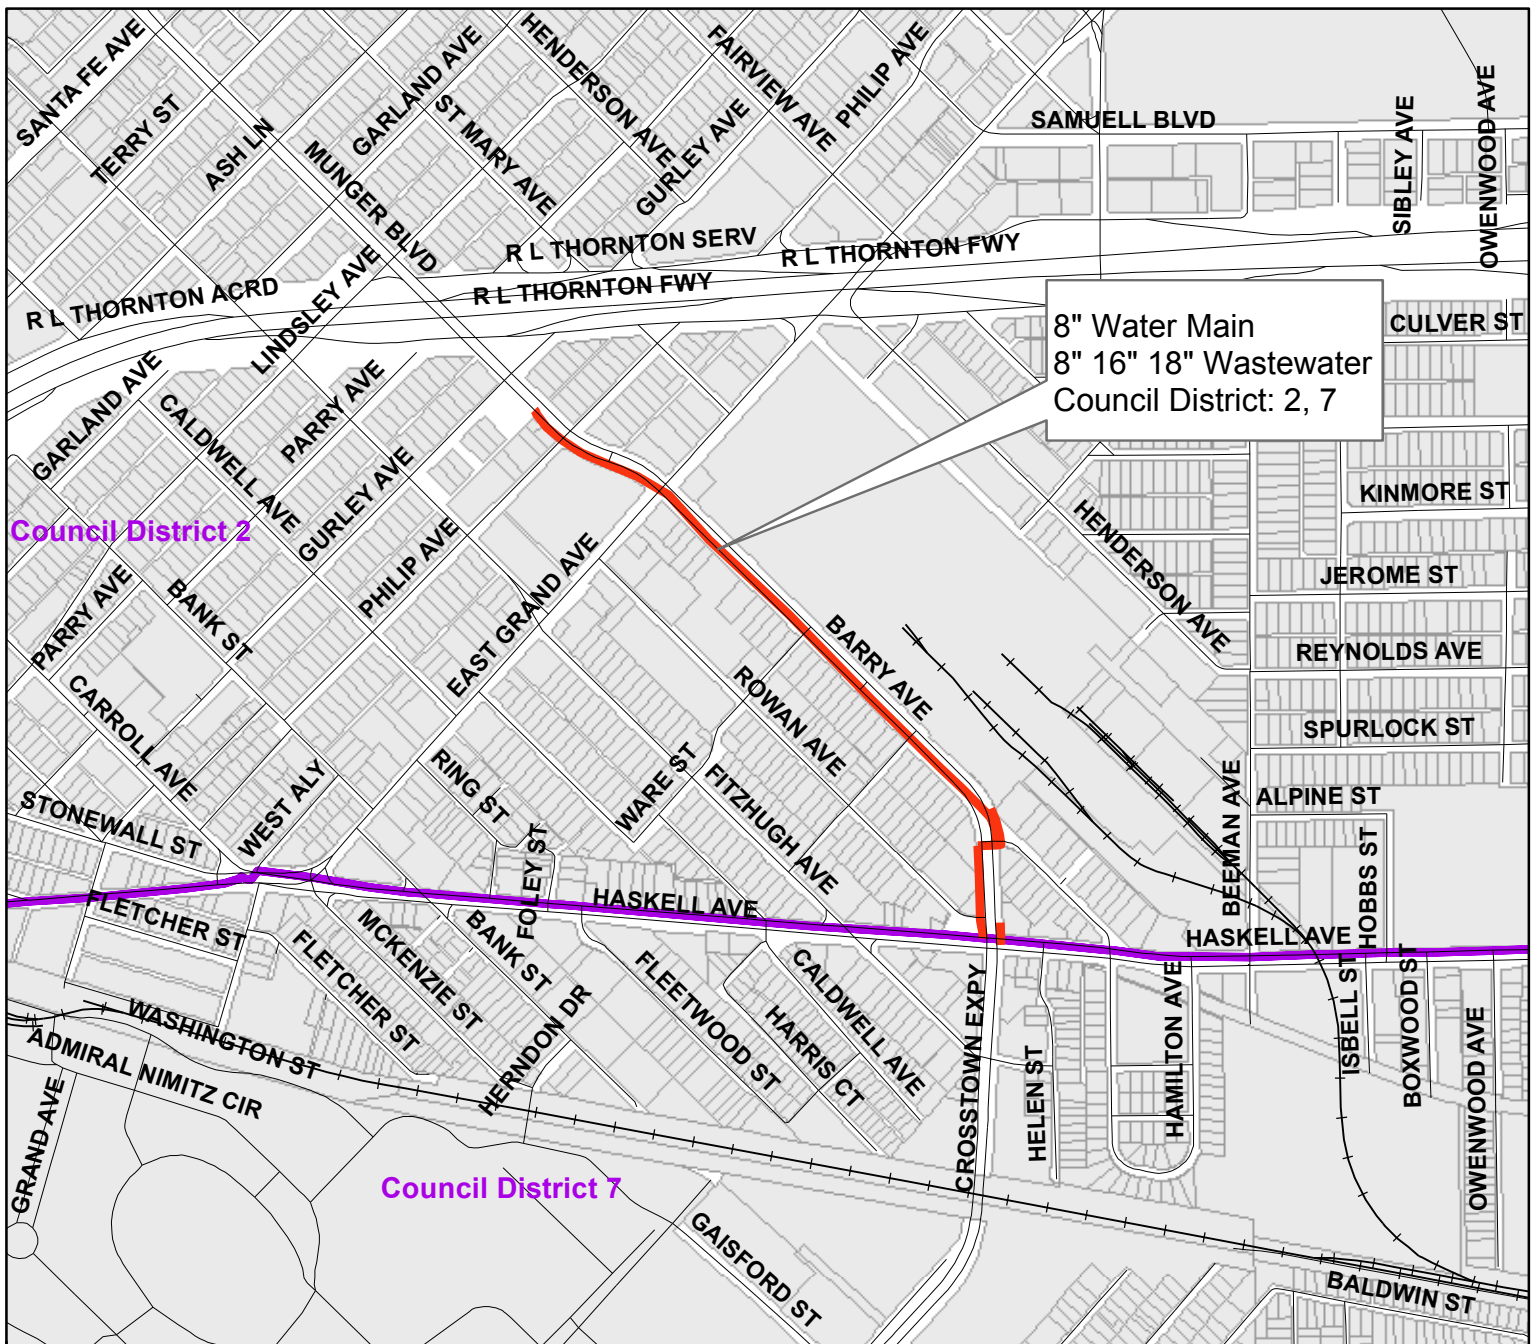 SANTA FE AVE
TERRY ST
ASH LN
GARLAND AVE
HENDERSON AVE
ST MARY AVE
MUNGER BLVD
FAIRVIEW AVE
GURLEY AVE
PHILIP AVE
SAMUELL BLVD
SIBLEY AVE
OWENWOOD AVE
R L THORNTON SERV
R L THORNTON FWY
R L THORNTON ACRD
R L THORNTON FWY
LINDSLEY AVE
8" Water Main
8" 16" 18" Wastewater
Council District: 2, 7
CULVER ST
GARLAND AVE
CALDWELL AVE
PARRY AVE
GURLEY AVE
KINMORE ST
Council District 2
PHILIP AVE
EAST GRAND AVE
HENDERSON AVE
JEROME ST
PARRY AVE
BANK ST
BARRY AVE
REYNOLDS AVE
CARROLL AVE
ROWAN AVE
SPURLOCK ST
RING ST
WARE ST
FITZHUGH AVE
BEEMAN AVE
ALPINE ST
STONEWALL ST
WEST ALY
FOLEY ST
HOBBS ST
HASKELL AVE
FLETCHER ST
HASKELL AVE
FLETCHER ST
MCKENZIE ST
BANK ST
FLEETWOOD ST
HARRIS CT
CALDWELL AVE
CROSSTOWN EXPY
HAMILTON AVE
ISBELL ST
BOXWOOD ST
OWENWOOD AVE
WASHINGTON ST
HERNDON DR
HELEN ST
ADMIRAL NIMITZ CIR
GRAND AVE
Council District 7
GAISFORD ST
BALDWIN ST